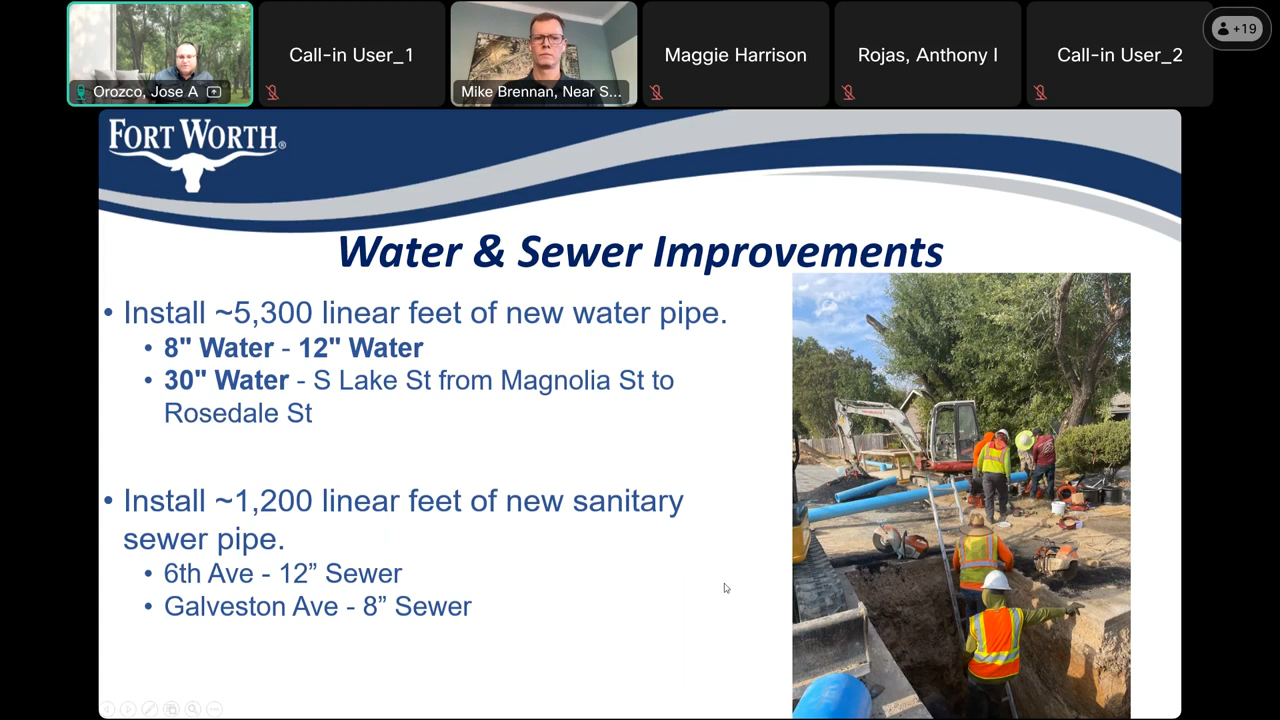 Orozco, Jose A
Call-in User_1
Mike Brennan, Near S...
Maggie Harrison
Rojas, Anthony I
Call-in User_2
+19
FORT WORTH®
Water & Sewer Improvements
• Install ~5,300 linear feet of new water pipe.
• 8" Water - 12" Water
• 30" Water - S Lake St from Magnolia St to
Rosedale St
• Install ~1,200 linear feet of new sanitary
sewer pipe.
• 6th Ave - 12” Sewer
• Galveston Ave - 8” Sewer